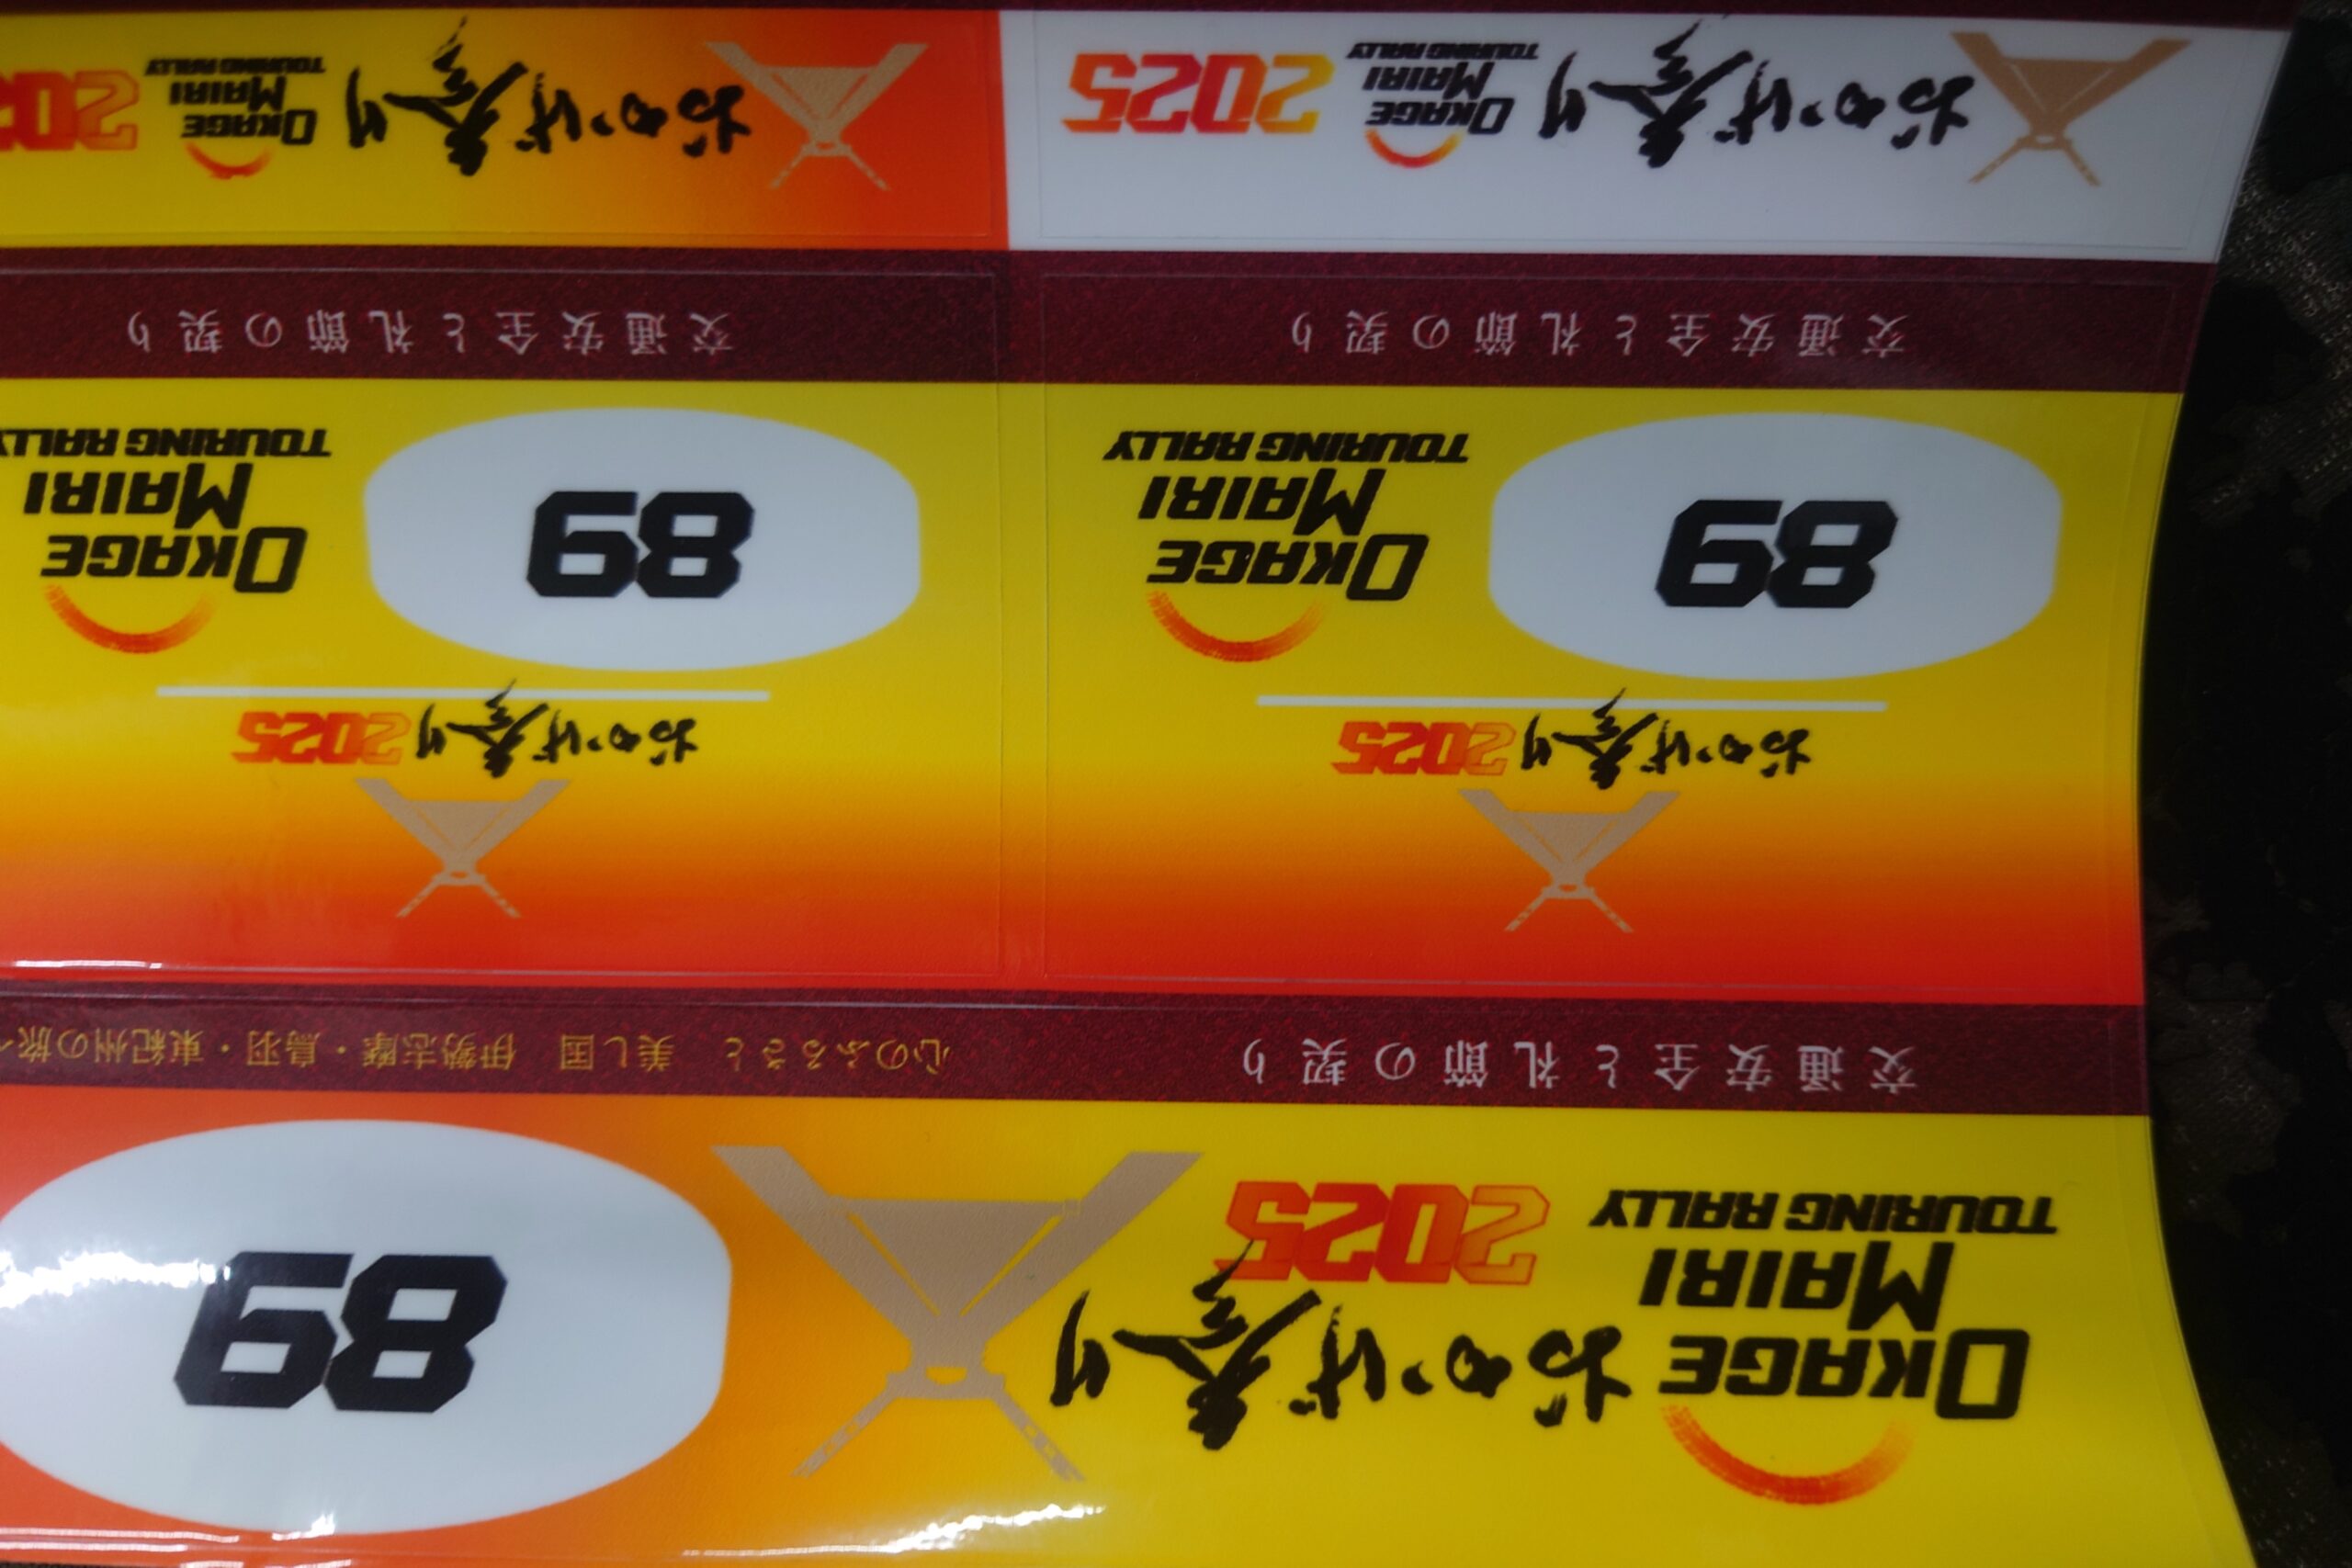 OKAGE
MAIRI
TOURING RALLY
おかげ参り
2025
89
交通安全と礼節の契り
心のふるさと 美し国 伊勢志摩・鳥羽・東紀州の旅へ
おかげ参り2025
89
OKAGE
MAIRI
TOURING RALLY
交通安全と礼節の契り
おかげ参り2025
89
OKAGE
MAIRI
TOURING RALLY
交通安全と礼節の契り
おかげ参り
OKAGE
MAIRI
TOURING RALLY
2025
おかげ参り
OKAGE
MAIRI
TOURING RALLY
202